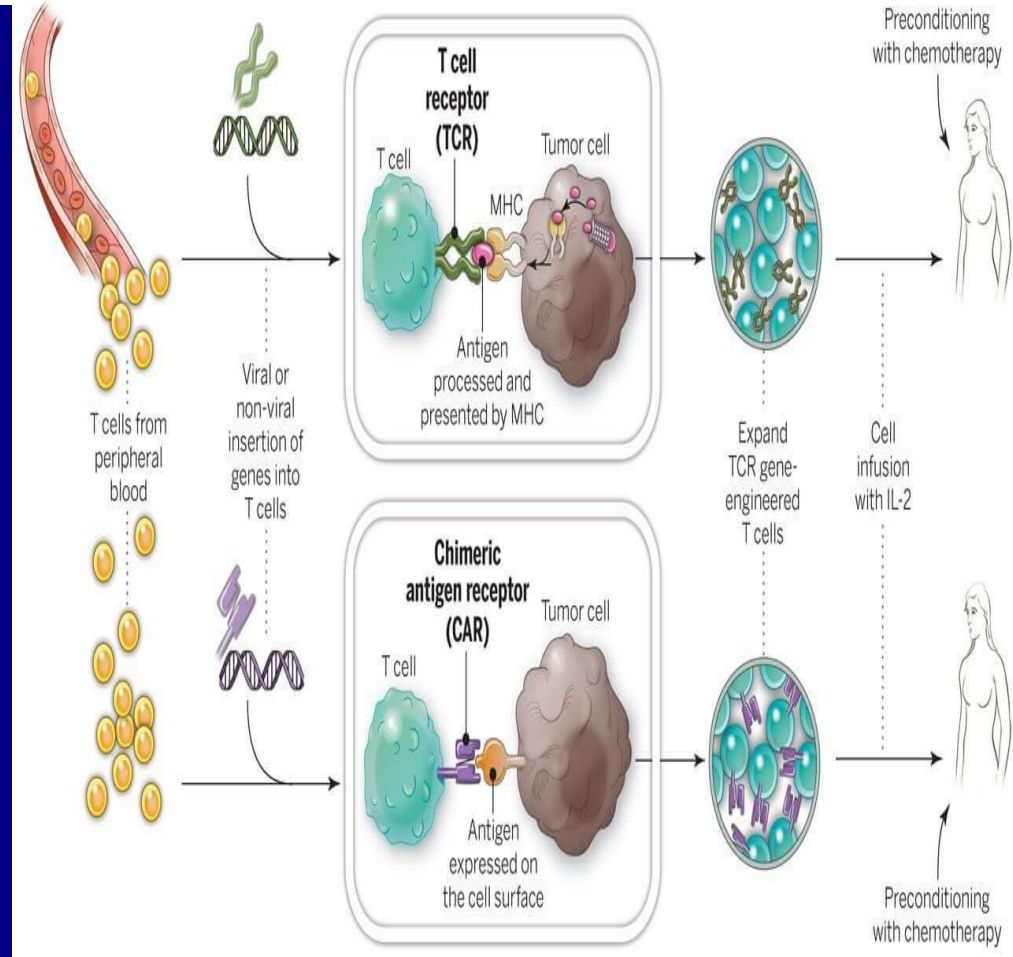 Preconditioning
with chemotherapy
T cell
receptor
(TCR)
T cell
Tumor cell
MHC
Antigen
processed and
presented by MHC
T cells from
peripheral
blood
Viral or
non-viral
insertion of
genes into
T cells
Expand
TCR gene-
engineered
T cells
Cell
infusion
with IL-2
Chimeric
antigen receptor
(CAR)
T cell
Tumor cell
Antigen
expressed on
the cell surface
Preconditioning
with chemotherapy